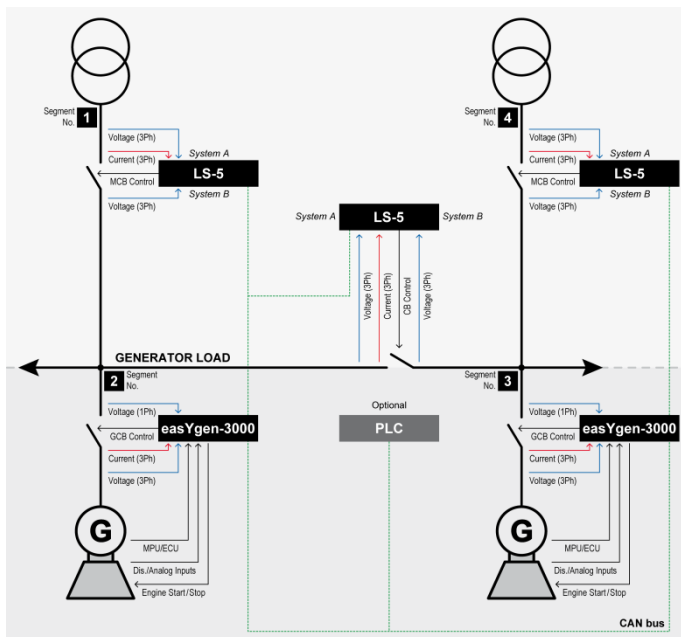 Segment
No.
1
Voltage (3Ph)
Current (3Ph)
System A
LS-5
MCB Control
System B
Voltage (3Ph)
Segment
No.
4
Voltage (3Ph)
Current (3Ph)
System A
LS-5
MCB Control
System B
Voltage (3Ph)
System A
LS-5
System B
Voltage (3Ph)
Current (3Ph)
CB Control
Voltage (3Ph)
GENERATOR LOAD
2
Segment
No.
Segment
No.
3
Voltage (1Ph)
easYgen-3000
GCB Control
Current (3Ph)
Voltage (3Ph)
G
MPU/ECU
Dis./Analog Inputs
Engine Start/Stop
Optional
PLC
Voltage (1Ph)
easYgen-3000
GCB Control
Current (3Ph)
Voltage (3Ph)
G
MPU/ECU
Dis./Analog Inputs
Engine Start/Stop
CAN bus